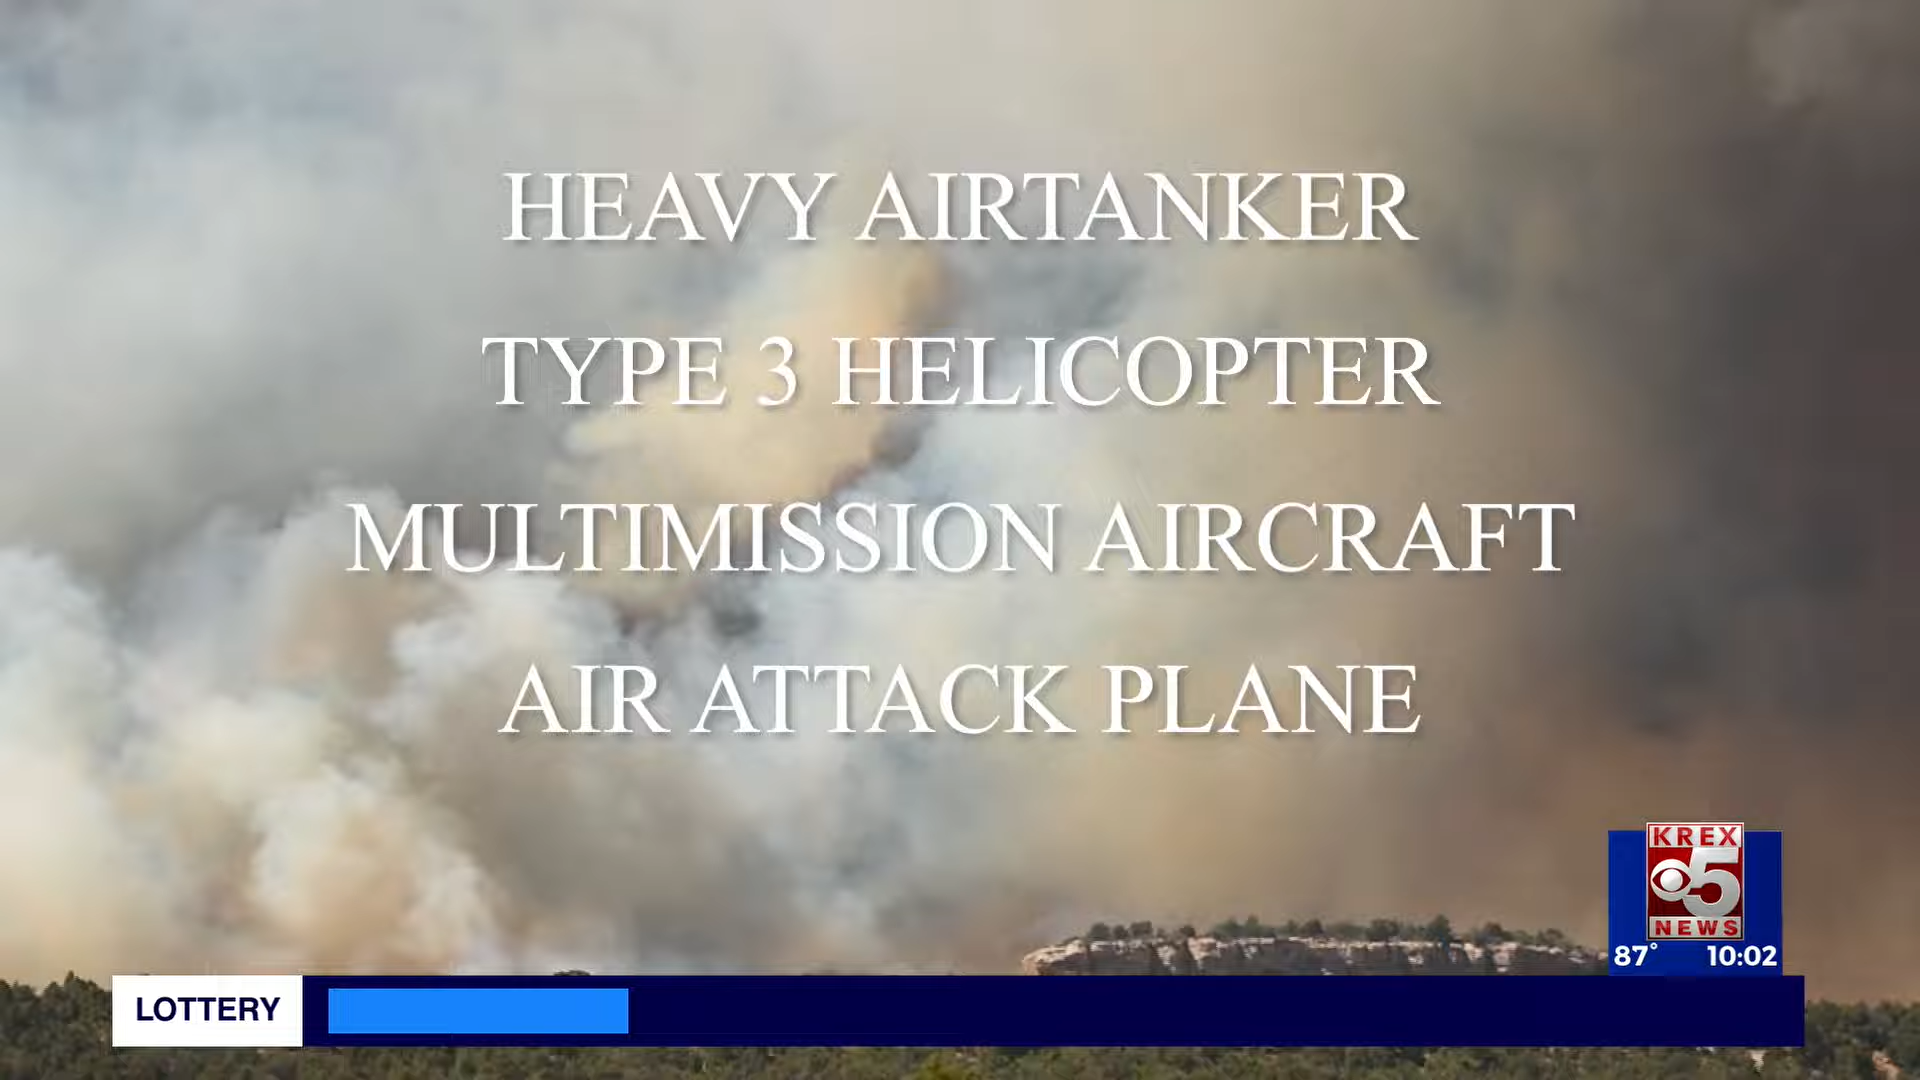 HEAVY AIRTANKER
TYPE 3 HELICOPTER
MULTIMISSION AIRCRAFT
AIR ATTACK PLANE
KREX
5
NEWS
87° 10:02
LOTTERY